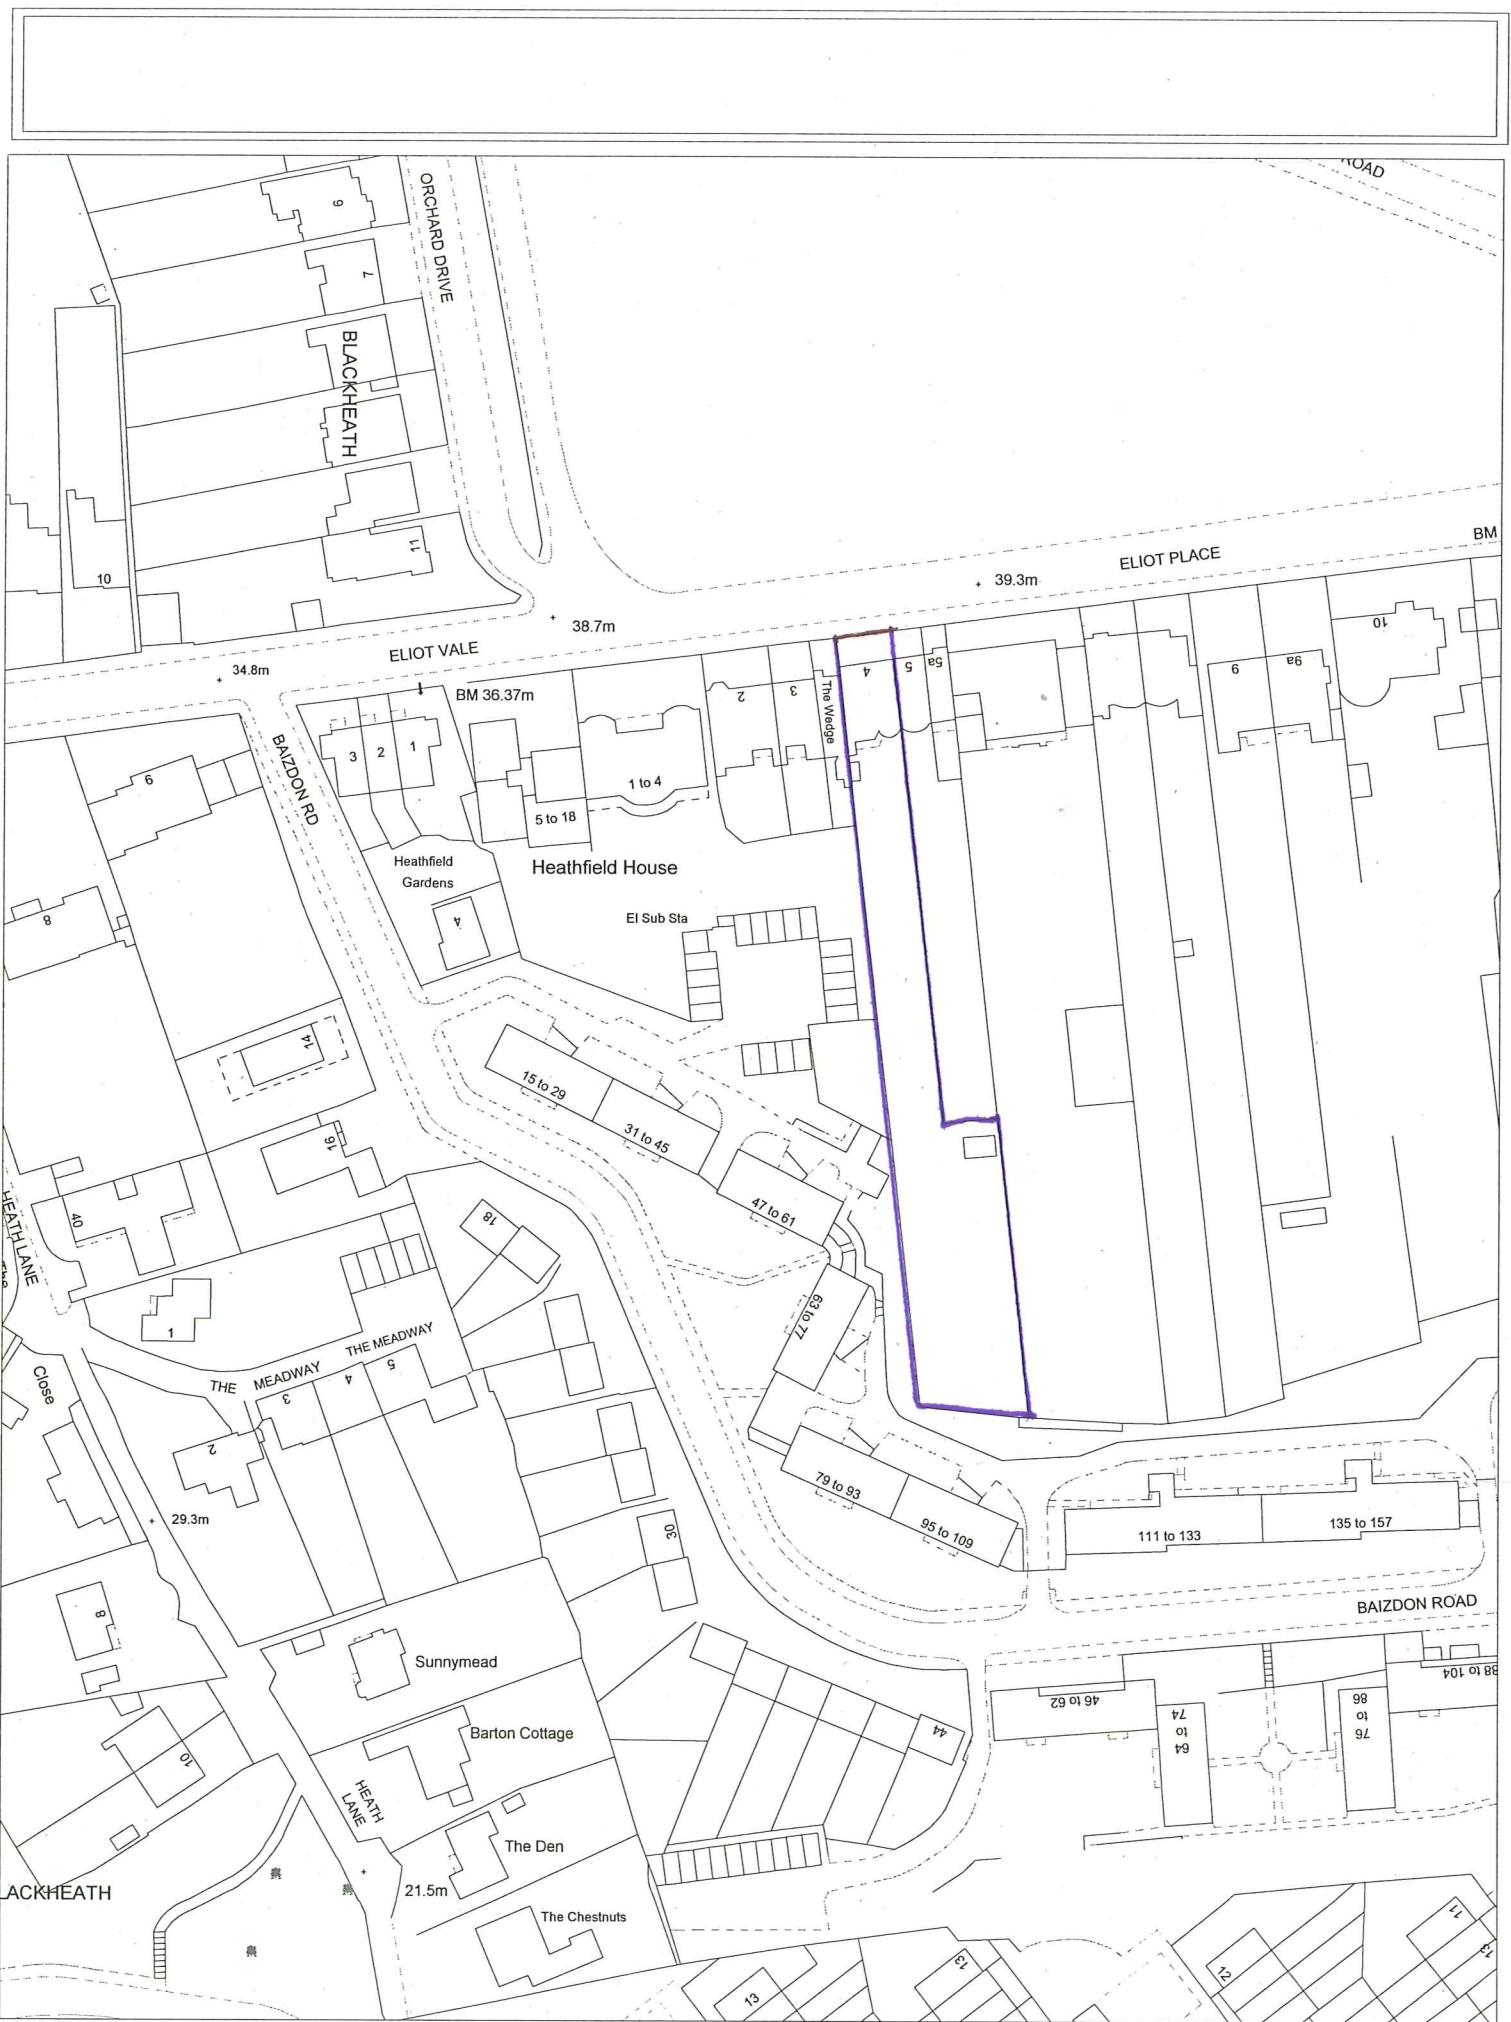 ROAD
ORCHARD DRIVE
9
7
BLACKHEATH
11
10
BM
ELIOT PLACE
39.3m
38.7m
ELIOT VALE
34.8m
BM 36.37m
10
9a
9
5a
5
4
The Wedge
3
2
BAIZDON RD
3
2
1
1 to 4
5 to 18
6
Heathfield
Gardens
Heathfield House
4
El Sub Sta
8
14
15 to 29
31 to 45
16
47 to 61
40
18
HEATH LANE
The
63 to 77
1
THE MEADWAY
THE MEADWAY
Close
3
4
5
2
79 to 93
95 to 109
111 to 133
135 to 157
29.3m
30
BAIZDON ROAD
8
Sunnymead
88 to 104
46 to 62
74
to
64
86
to
76
Barton Cottage
44
10
HEATH
LANE
The Den
21.5m
LACKHEATH
The Chestnuts
13
13
12
11
13